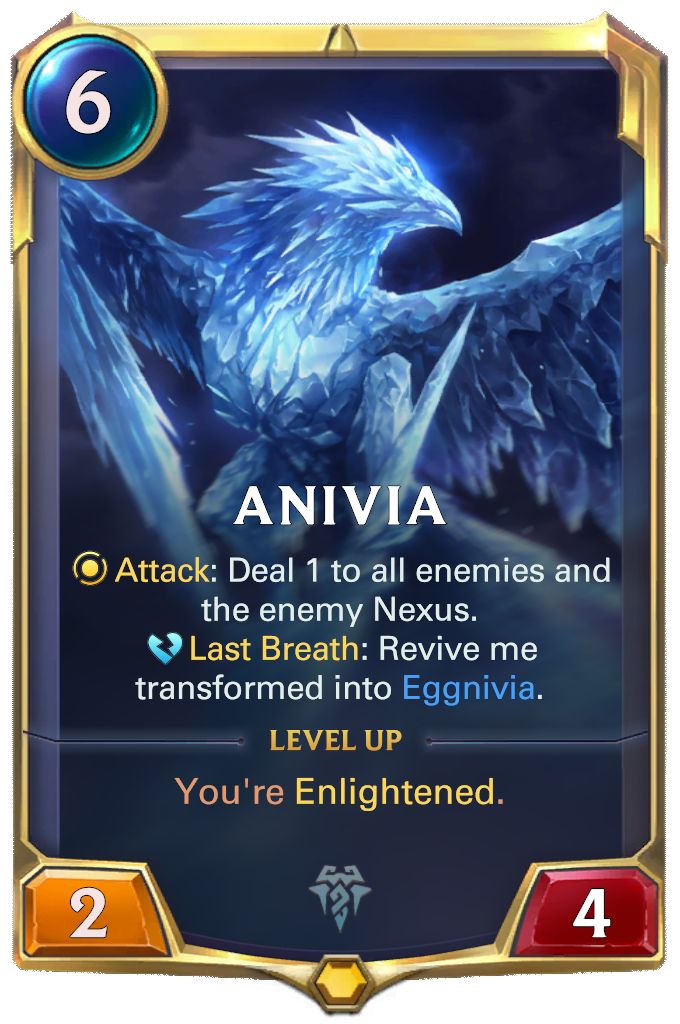 6
ANIVIA
Attack: Deal 1 to all enemies and
the enemy Nexus.
Last Breath: Revive me
transformed into Eggnivia.
LEVEL UP
You're Enlightened.
2
4